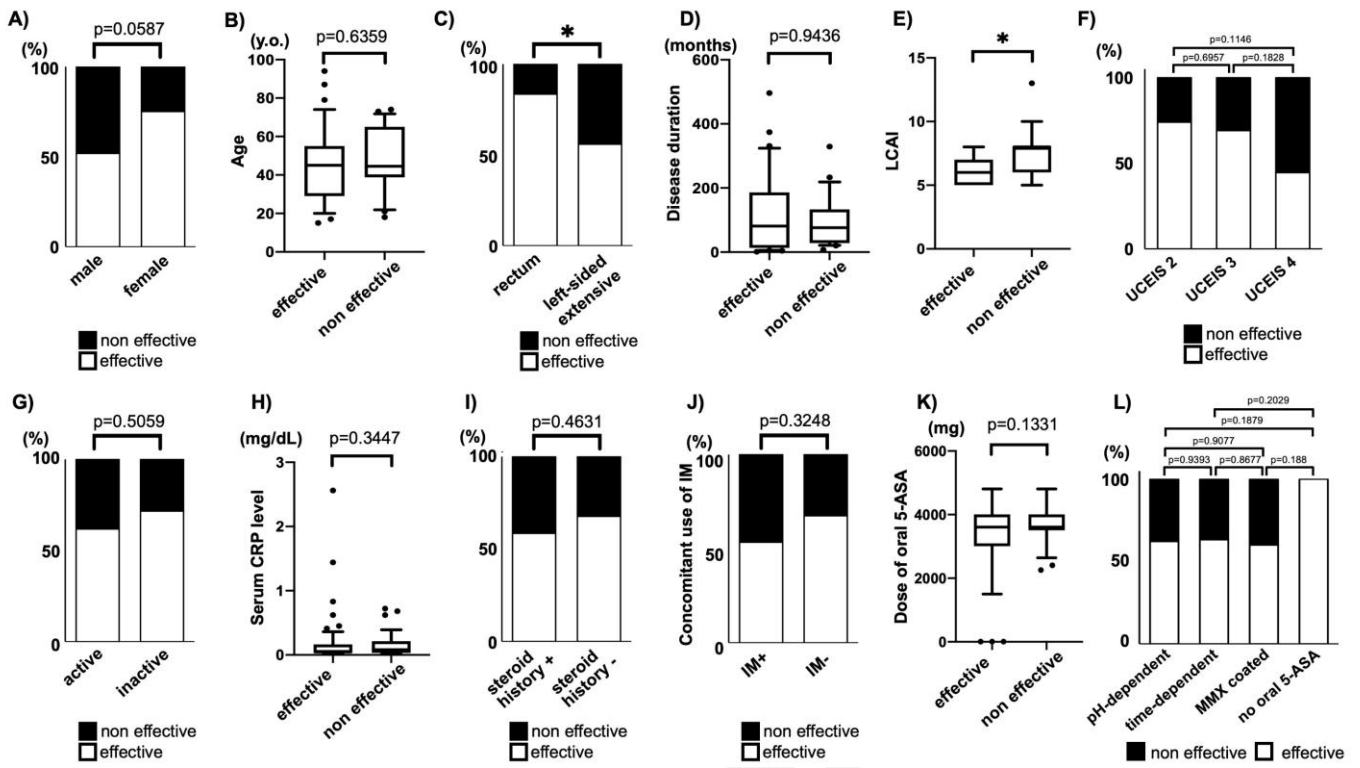 A)
p=0.0587
(%)
100
50
0
male
female
non effective
effective
B)
(y.o.)
p=0.6359
Age
100
80
60
40
20
0
effective
non effective
C)
*
(%)
100
50
0
rectum
left-sided
extensive
non effective
effective
D)
(months)
p=0.9436
Disease duration
600
400
200
0
effective
non effective
E)
*
LCAI
15
10
5
0
effective
non effective
F)
p=0.1146
p=0.6957
p=0.1828
(%)
100
50
0
UCEIS 2
UCEIS 3
UCEIS 4
non effective
effective
G)
p=0.5059
(%)
100
50
0
active
inactive
non effective
effective
H)
(mg/dL)
p=0.3447
Serum CRP level
3
2
1
0
effective
non effective
I)
p=0.4631
(%)
100
50
0
steroid
history +
steroid
history -
non effective
effective
J)
p=0.3248
(%)
Concomitant use of IM
100
50
0
IM+
IM-
non effective
effective
K)
(mg)
p=0.1331
Dose of oral 5-ASA
6000
4000
2000
0
effective
non effective
L)
p=0.2029
p=0.1879
p=0.9077
p=0.9393
p=0.8677
p=0.188
(%)
100
50
0
pH-dependent
time-dependent
MMX coated
no oral 5-ASA
non effective
effective